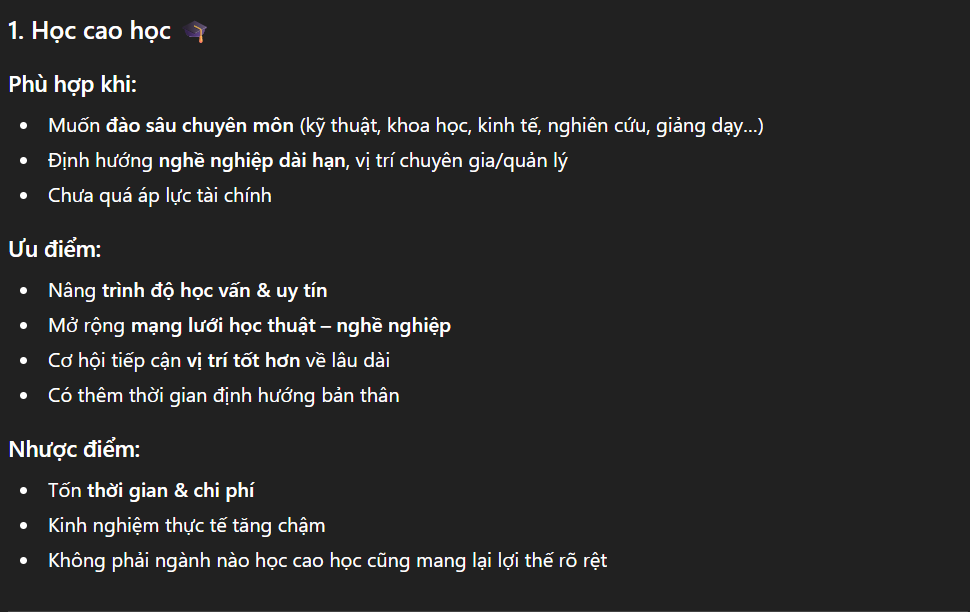 1. Học cao học 🎓
Phù hợp khi:
• Muốn đào sâu chuyên môn (kỹ thuật, khoa học, kinh tế, nghiên cứu, giảng dạy…)
• Định hướng nghề nghiệp dài hạn, vị trí chuyên gia/quản lý
• Chưa quá áp lực tài chính
Ưu điểm:
• Nâng trình độ học vấn & uy tín
• Mở rộng mạng lưới học thuật – nghề nghiệp
• Cơ hội tiếp cận vị trí tốt hơn về lâu dài
• Có thêm thời gian định hướng bản thân
Nhược điểm:
• Tốn thời gian & chi phí
• Kinh nghiệm thực tế tăng chậm
• Không phải ngành nào học cao học cũng mang lại lợi thế rõ rệt